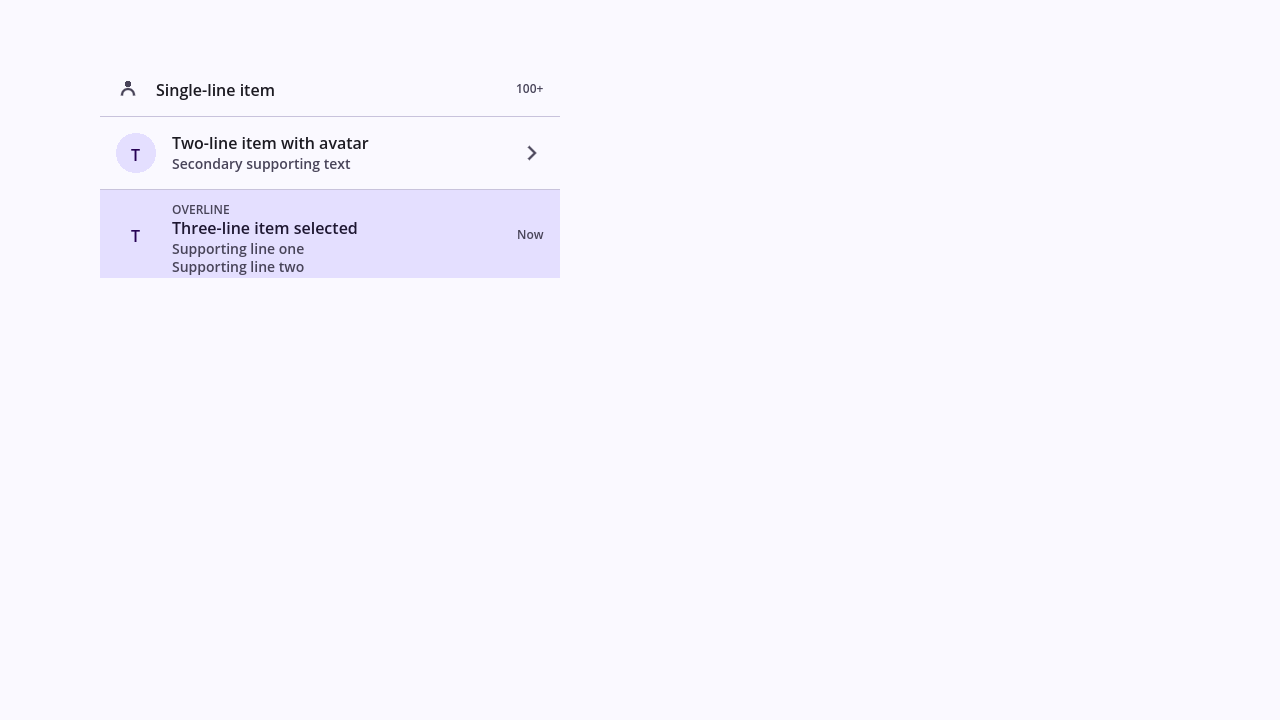 Single-line item
100+
T
Two-line item with avatar
Secondary supporting text
OVERLINE
T
Three-line item selected
Now
Supporting line one
Supporting line two